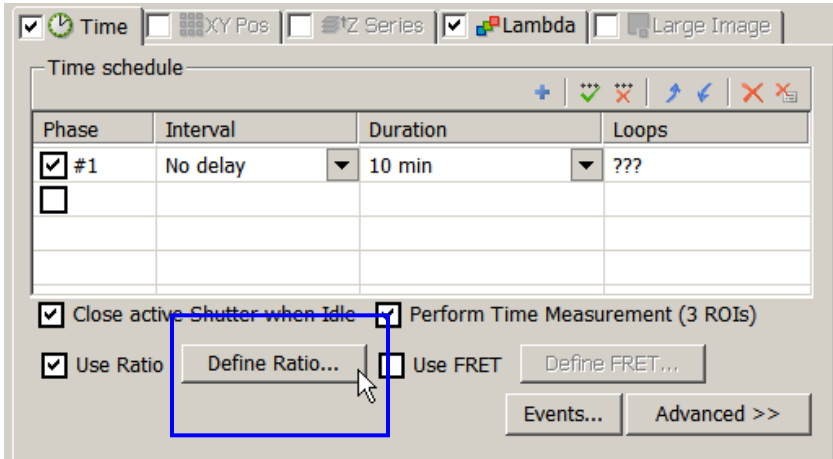 Time XY Pos Z Series Lambda Large Image
Time schedule
Phase Interval Duration Loops
#1 No delay 10 min ???
Close active Shutter when Idle Perform Time Measurement (3 ROIs)
Use Ratio Define Ratio... Use FRET Define FRET...
Events... Advanced >>